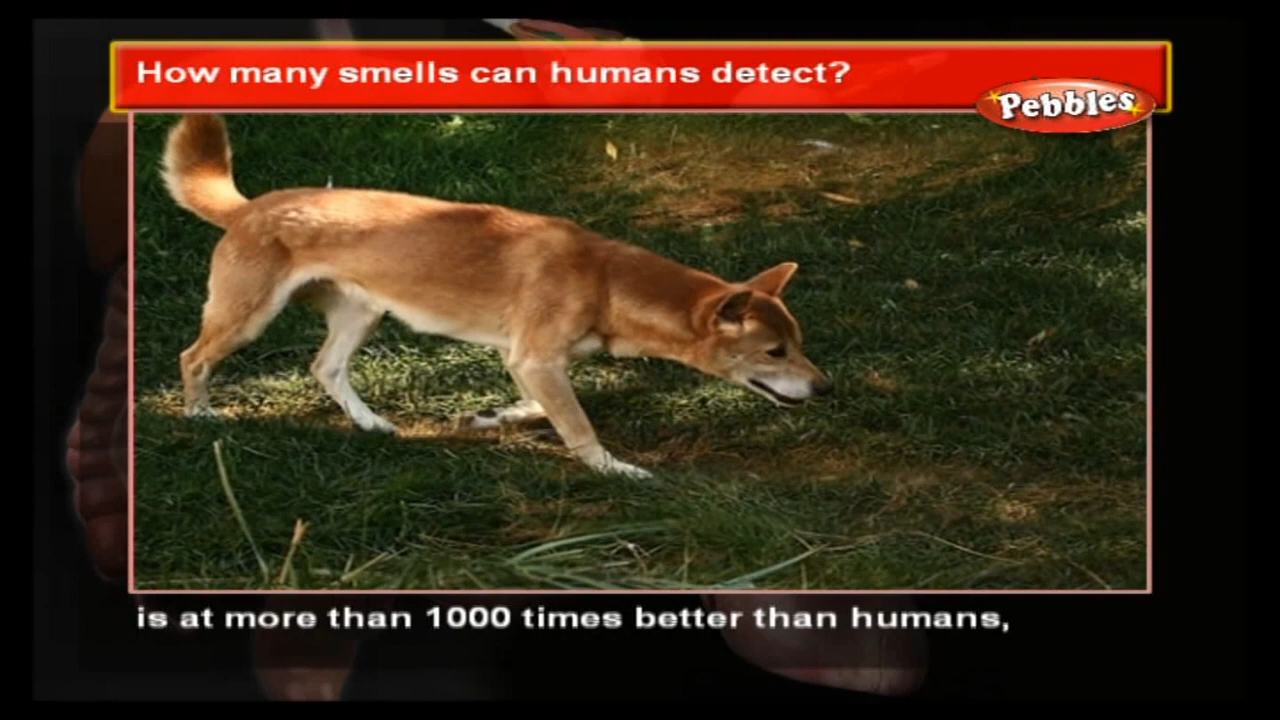 How many smells can humans detect?
Pebbles
is at more than 1000 times better than humans,